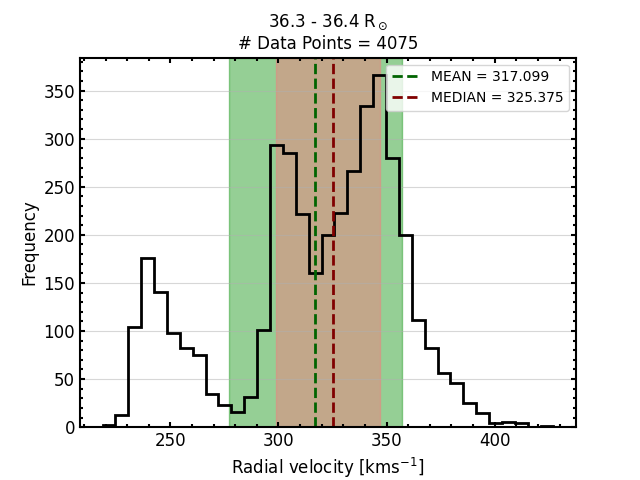 36.3 - 36.4 R⊙
# Data Points = 4075
MEAN = 317.099
MEDIAN = 325.375
Frequency
350
300
250
200
150
100
50
0
250 300 350 400
Radial velocity [kms⁻¹]